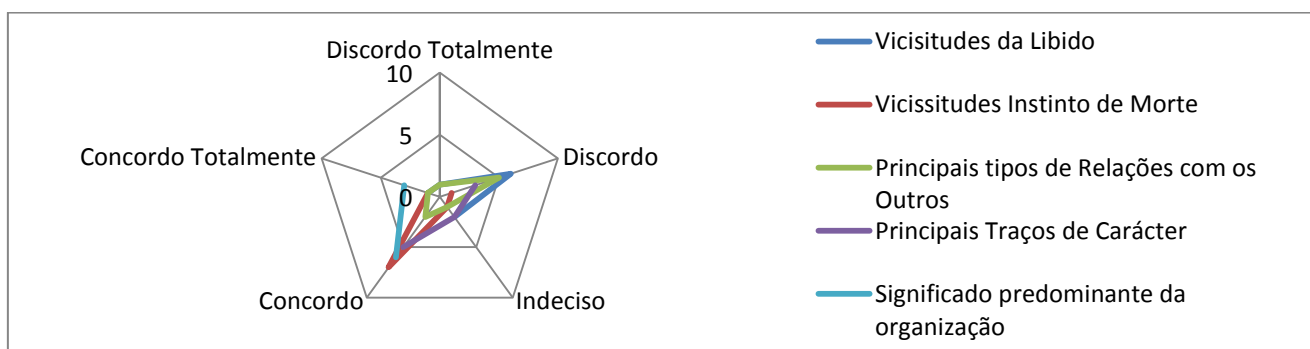 Discordo Totalmente
10
5
0
Discordo
Indeciso
Concordo
Concordo Totalmente
Vicisitudes da Libido
Vicissitudes Instinto de Morte
Principais tipos de Relações com os
Outros
Principais Traços de Carácter
Significado predominante da
organização